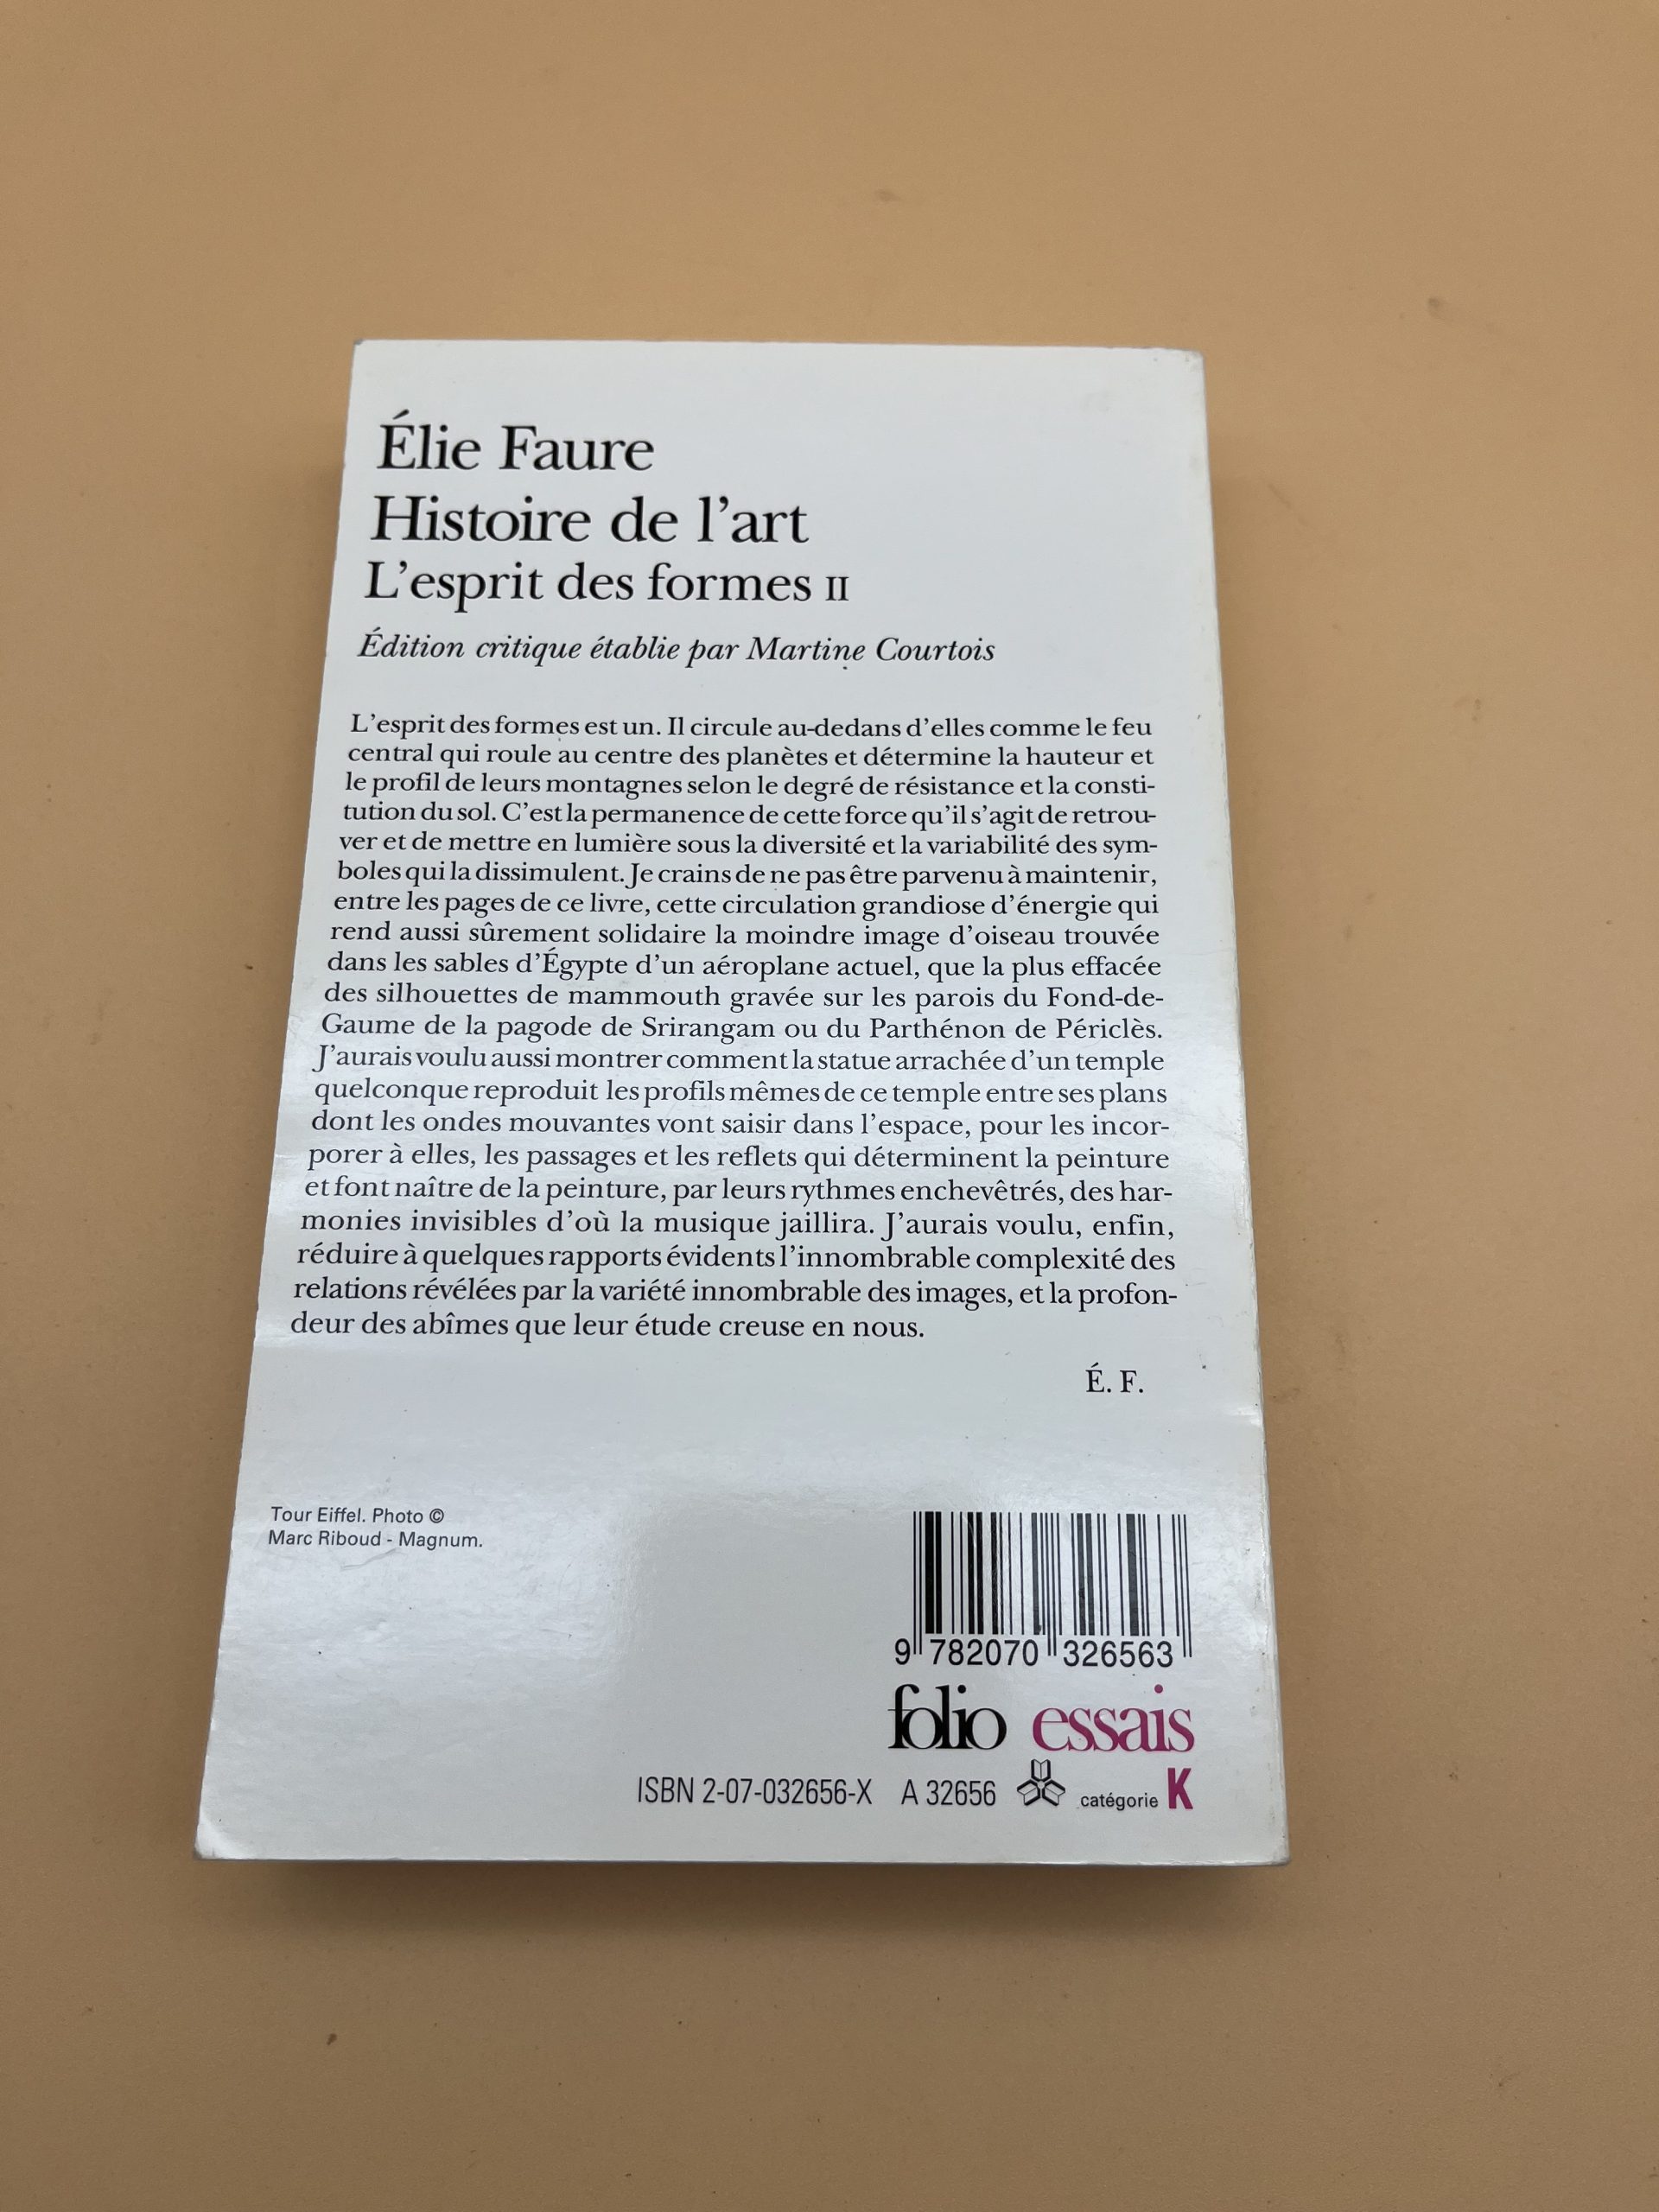 Élie Faure
Histoire de l'art
L'esprit des formes II
Édition critique établie par Martine Courtois
L'esprit des formes est un. Il circule au-dedans d'elles comme le feu
central qui roule au centre des planètes et détermine la hauteur et
le profil de leurs montagnes selon le degré de résistance et la consti-
tution du sol. C'est la permanence de cette force qu'il s'agit de retrou-
ver et de mettre en lumière sous la diversité et la variabilité des sym-
boles qui la dissimulent. Je crains de ne pas être parvenu à maintenir,
entre les pages de ce livre, cette circulation grandiose d'énergie qui
rend aussi sûrement solidaire la moindre image d'oiseau trouvée
dans les sables d'Égypte d'un aéroplane actuel, que la plus effacée
des silhouettes de mammouth gravée sur les parois du Fond-de-
Gaume de la pagode de Srirangam ou du Parthénon de Périclès.
J'aurais voulu aussi montrer comment la statue arrachée d'un temple
quelconque reproduit les profils mêmes de ce temple entre ses plans
dont les ondes mouvantes vont saisir dans l'espace, pour les incor-
porer à elles, les passages et les reflets qui déterminent la peinture
et font naître de la peinture, par leurs rythmes enchevêtrés, des har-
monies invisibles d'où la musique jaillira. J'aurais voulu, enfin,
réduire à quelques rapports évidents l'innombrable complexité des
relations révélées par la variété innombrable des images, et la profon-
deur des abîmes que leur étude creuse en nous.
É. F.
Tour Eiffel. Photo ©
Marc Riboud - Magnum.
9 782070 326563
folio essais
ISBN 2-07-032656-X A 32656 catégorie K